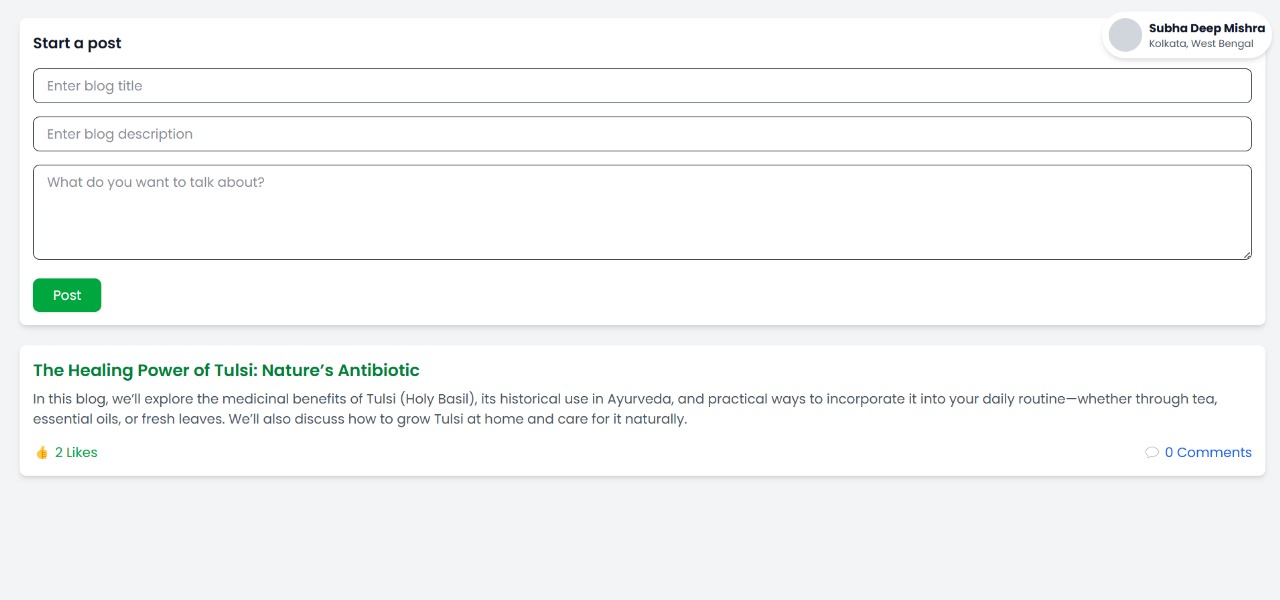 Start a post
Subha Deep Mishra
Kolkata, West Bengal
Enter blog title
Enter blog description
What do you want to talk about?
Post
The Healing Power of Tulsi: Nature’s Antibiotic
In this blog, we’ll explore the medicinal benefits of Tulsi (Holy Basil), its historical use in Ayurveda, and practical ways to incorporate it into your daily routine—whether through tea,
essential oils, or fresh leaves. We’ll also discuss how to grow Tulsi at home and care for it naturally.
👍 2 Likes
💬 0 Comments